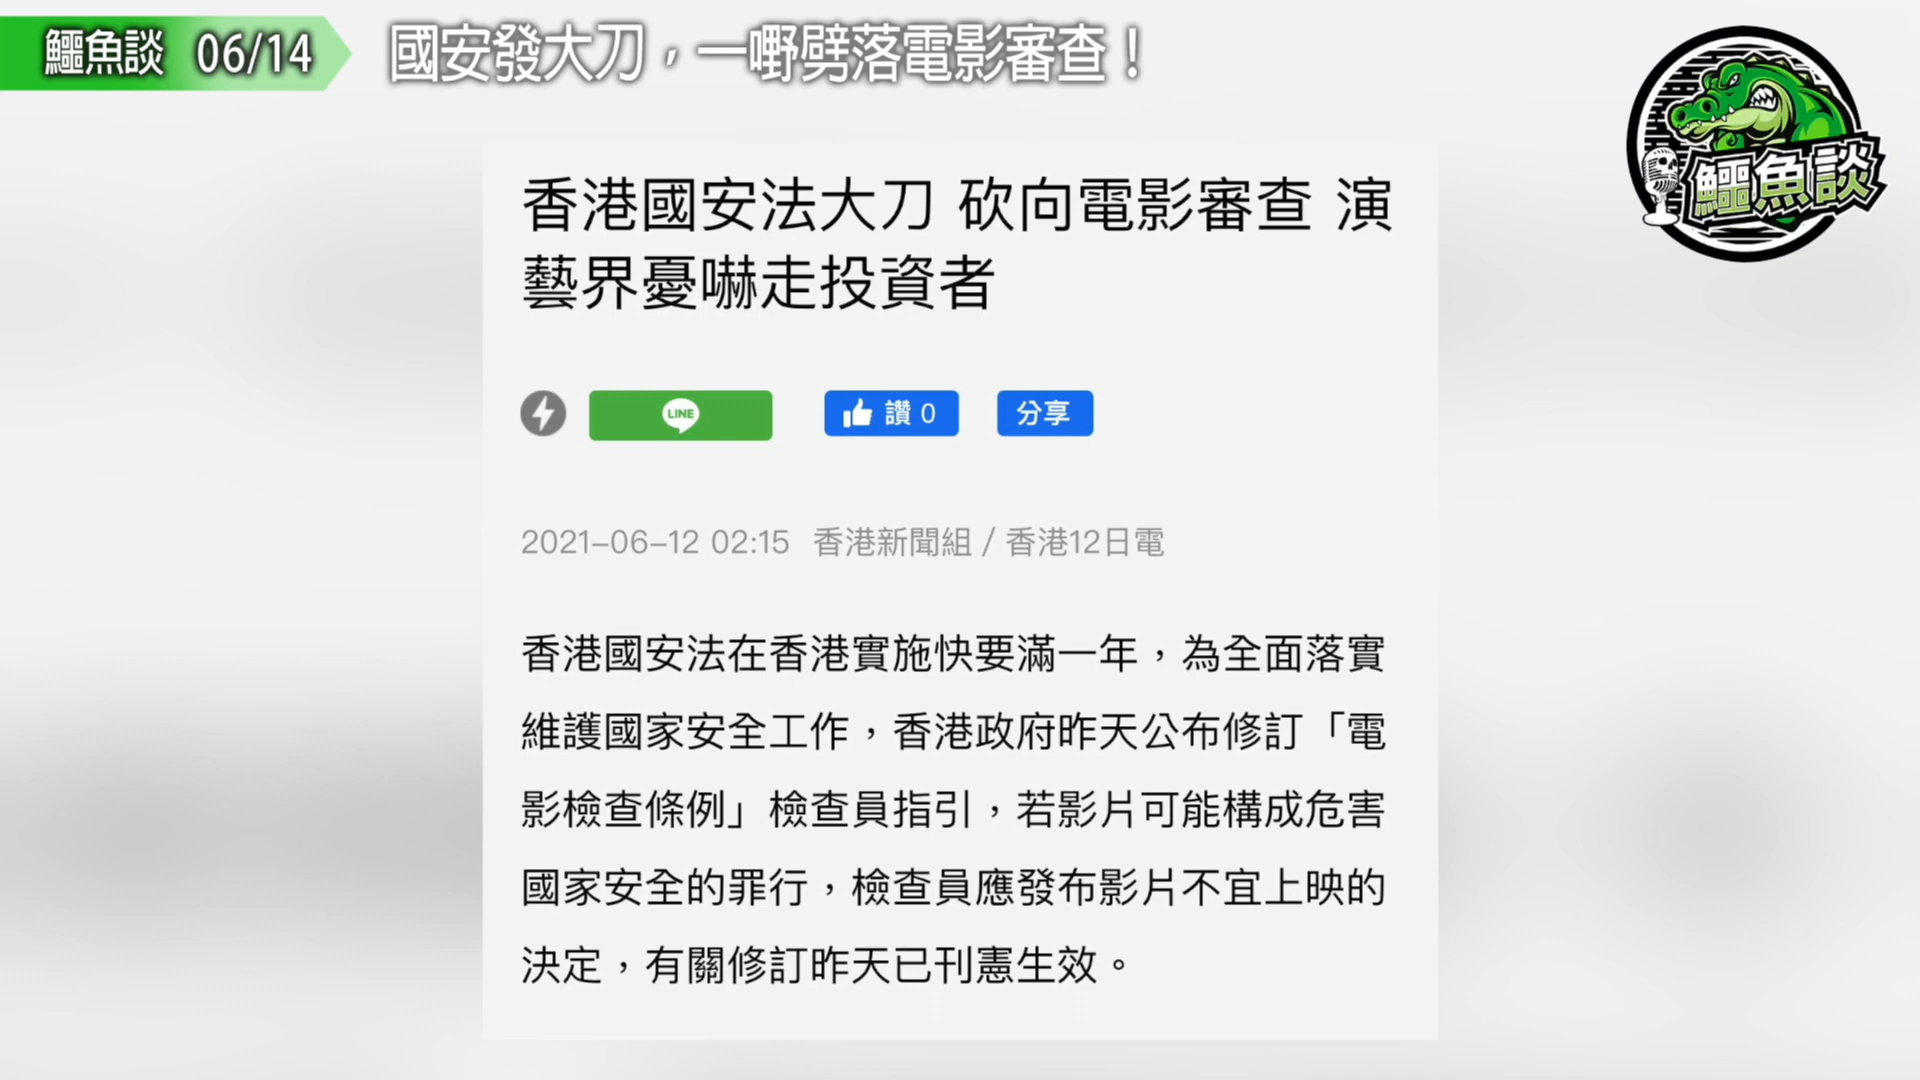 鱷魚談 06/14 國安發大刀，一嘢劈落電影審查！
鱷魚談
香港國安法大刀 砍向電影審查 演
藝界憂嚇走投資者
LINE 讚 0 分享
2021-06-12 02:15 香港新聞組 / 香港12日電
香港國安法在香港實施快要滿一年，為全面落實
維護國家安全工作，香港政府昨天公布修訂「電
影檢查條例」檢查員指引，若影片可能構成危害
國家安全的罪行，檢查員應發布影片不宜上映的
決定，有關修訂昨天已刊憲生效。